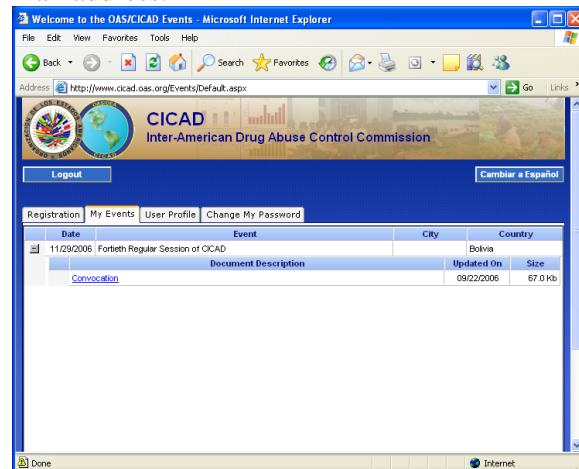 Welcome to the OAS/CICAD Events - Microsoft Internet Explorer
File Edit View Favorites Tools Help
Back Search Favorites
Address http://www.cicad.oas.org/Events/Default.aspx Go Links
CICAD
Inter-American Drug Abuse Control Commission
Logout Cambiar a Español
Registration My Events User Profile Change My Password
Date Event City Country
11/29/2006 Fortieth Regular Session of CICAD Bolivia
Document Description Updated On Size
Convocation 09/22/2006 67.0 Kb
Done Internet